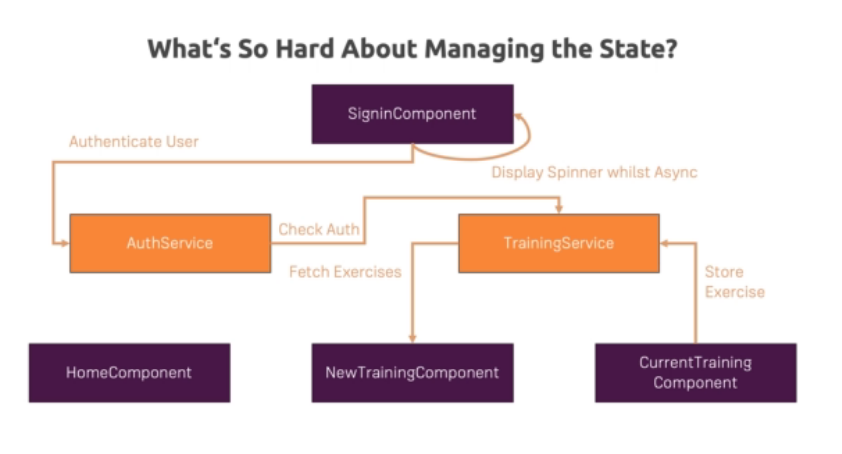 What‘s So Hard About Managing the State?
SigninComponent
Authenticate User
Display Spinner whilst Async
AuthService
Check Auth
TrainingService
Fetch Exercises
Store
Exercise
HomeComponent
NewTrainingComponent
CurrentTraining
Component